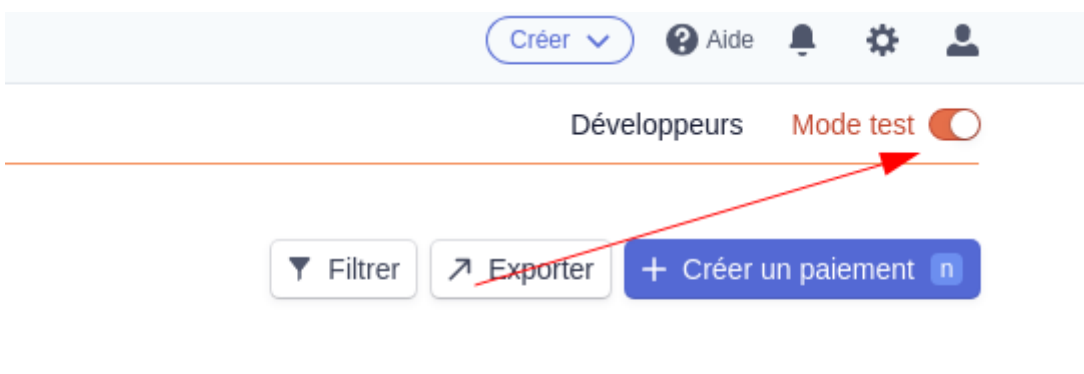 Créer Aide
Développeurs Mode test
Filtrer Exporter + Créer un paiement n